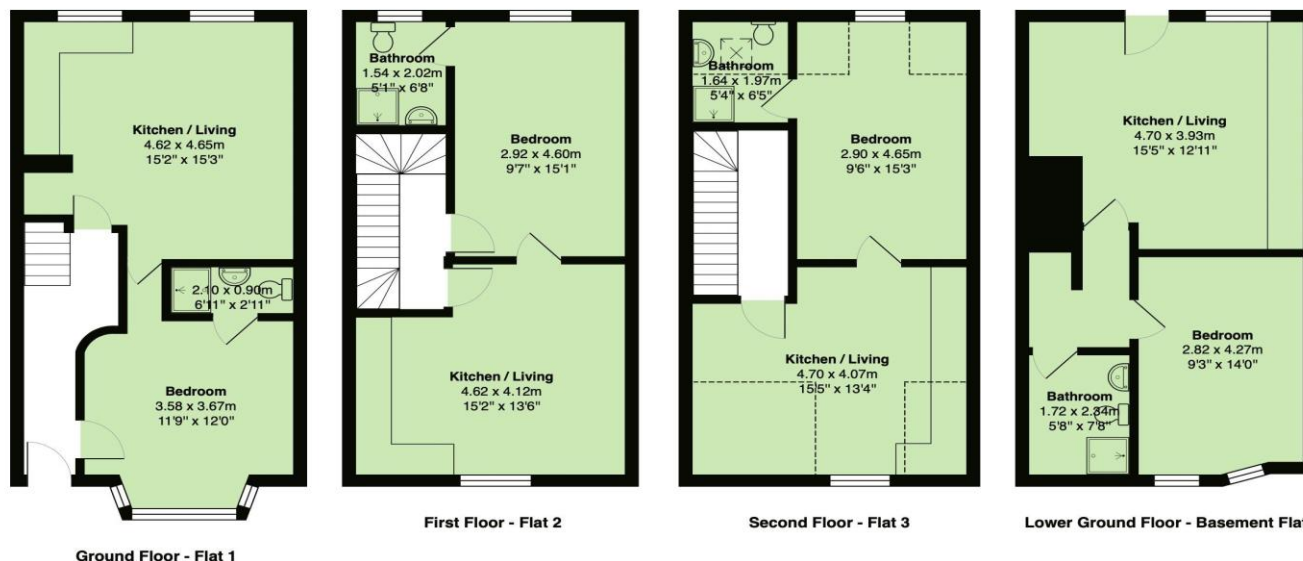 Kitchen / Living
4.62 x 4.65m
15'2" x 15'3"
2.10 x 0.90m
6'11" x 2'11"
Bedroom
3.58 x 3.67m
11'9" x 12'0"
Ground Floor - Flat 1
Bathroom
1.54 x 2.02m
5'1" x 6'8"
Bedroom
2.92 x 4.60m
9'7" x 15'1"
Kitchen / Living
4.62 x 4.12m
15'2" x 13'6"
First Floor - Flat 2
Bathroom
1.64 x 1.97m
5'4" x 6'5"
Bedroom
2.90 x 4.65m
9'6" x 15'3"
Kitchen / Living
4.70 x 4.07m
15'5" x 13'4"
Second Floor - Flat 3
Kitchen / Living
4.70 x 3.93m
15'5" x 12'11"
Bedroom
2.82 x 4.27m
9'3" x 14'0"
Bathroom
1.72 x 2.34m
5'8" x 7'8"
Lower Ground Floor - Basement Flat